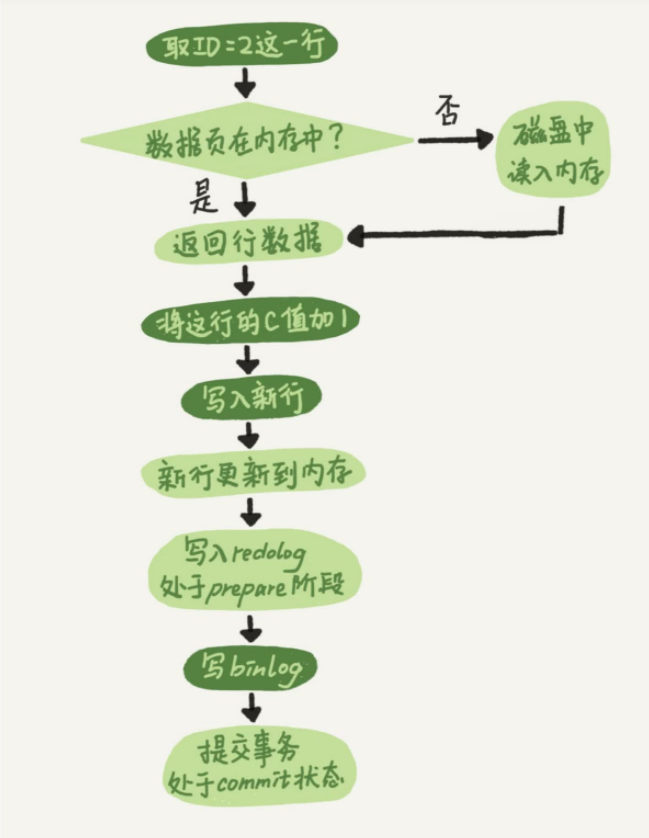 取ID=2这一行
数据页在内存中?
否
磁盘中
读入内存
是
返回行数据
将这行的C值加1
写入新行
新行更新到内存
写入redolog
处于prepare阶段
写binlog
提交事务
处于commit状态